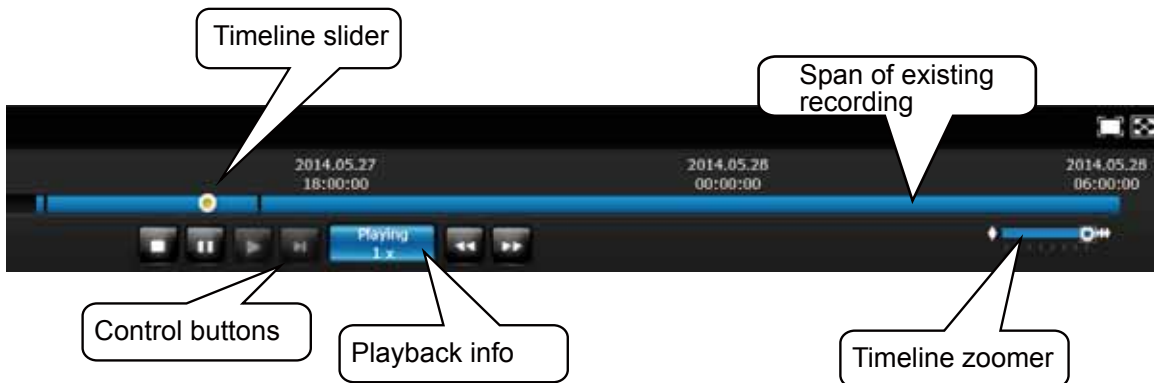 Timeline slider
Span of existing
recording
2014.05.27
18:00:00
2014.05.28
00:00:00
2014.05.28
06:00:00
Playing
1 x
Control buttons
Playback info
Timeline zoomer